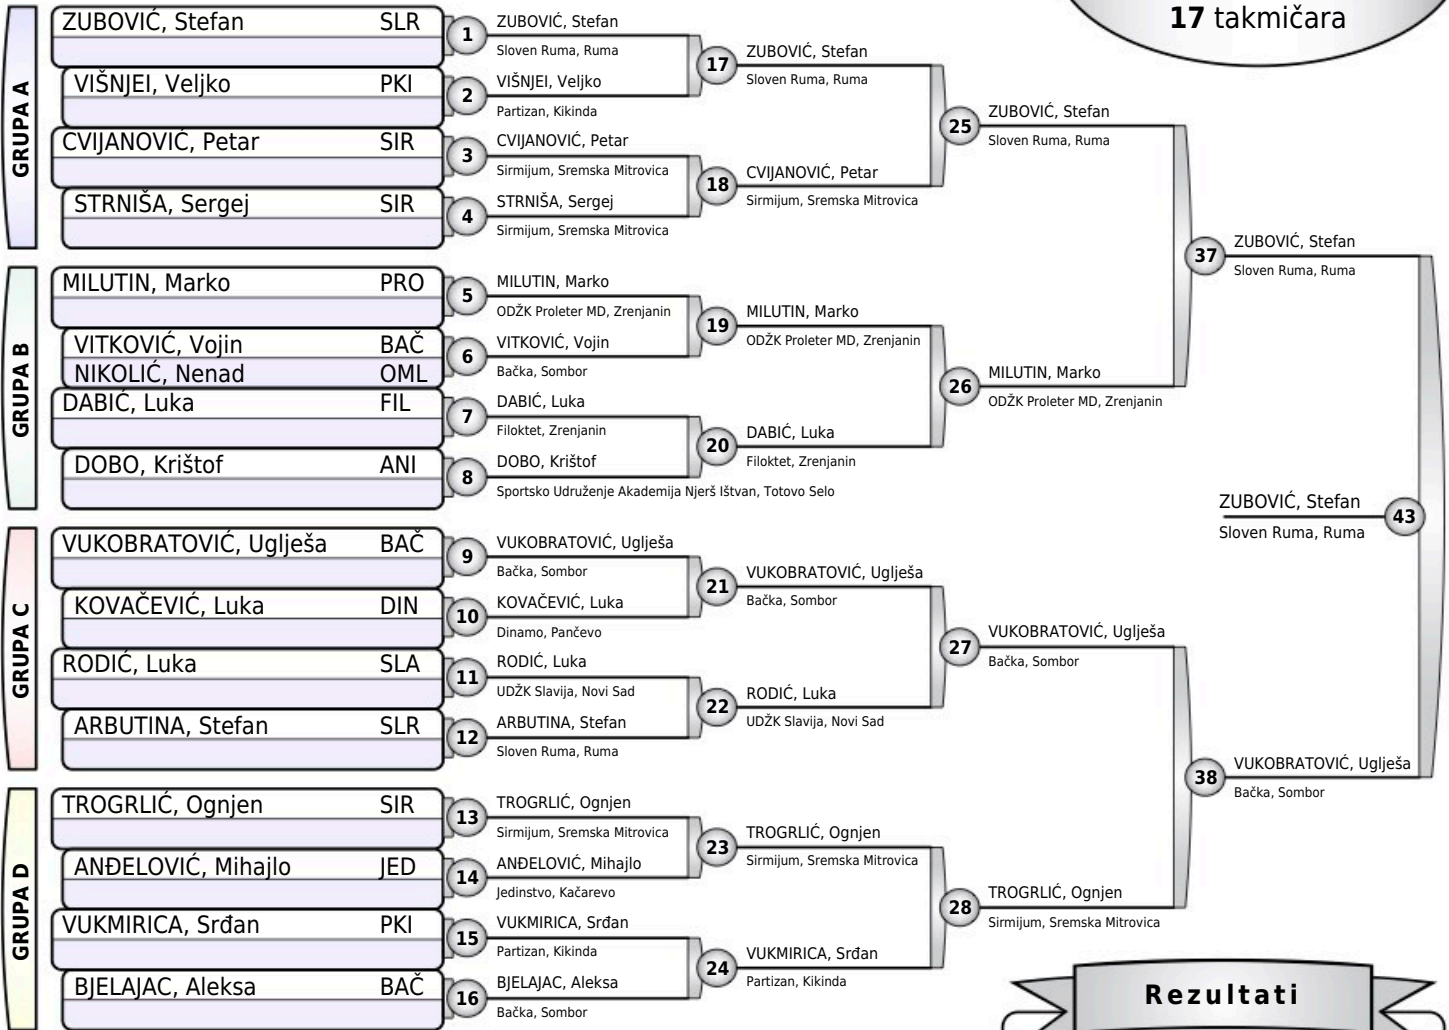 17 takmičara
GRUPA A
ZUBOVIĆ, Stefan SLR
VIŠNJEI, Veljko PKI
CVIJANOVIĆ, Petar SIR
STRNIŠA, Sergej SIR
GRUPA B
MILUTIN, Marko PRO
VITKOVIĆ, Vojin BAČ
NIKOLIĆ, Nenad OML
DABIĆ, Luka FIL
DOBO, Krištof ANI
GRUPA C
VUKOBRATOVIĆ, Uglješa BAČ
KOVAČEVIĆ, Luka DIN
RODIĆ, Luka SLA
ARBUTINA, Stefan SLR
GRUPA D
TROGRLIĆ, Ognjen SIR
ANĐELOVIĆ, Mihajlo JED
VUKMIRICA, Srđan PKI
BJELAJAC, Aleksa BAČ
1 ZUBOVIĆ, Stefan
Sloven Ruma, Ruma
2 VIŠNJEI, Veljko
Partizan, Kikinda
3 CVIJANOVIĆ, Petar
Sirmijum, Sremska Mitrovica
4 STRNIŠA, Sergej
Sirmijum, Sremska Mitrovica
5 MILUTIN, Marko
ODŽK Proleter MD, Zrenjanin
6 VITKOVIĆ, Vojin
Bačka, Sombor
7 DABIĆ, Luka
Filoktet, Zrenjanin
8 DOBO, Krištof
Sportsko Udruženje Akademija Njerš Ištvan, Totovo Selo
9 VUKOBRATOVIĆ, Uglješa
Bačka, Sombor
10 KOVAČEVIĆ, Luka
Dinamo, Pančevo
11 RODIĆ, Luka
UDŽK Slavija, Novi Sad
12 ARBUTINA, Stefan
Sloven Ruma, Ruma
13 TROGRLIĆ, Ognjen
Sirmijum, Sremska Mitrovica
14 ANĐELOVIĆ, Mihajlo
Jedinstvo, Kačarevo
15 VUKMIRICA, Srđan
Partizan, Kikinda
16 BJELAJAC, Aleksa
Bačka, Sombor
17 ZUBOVIĆ, Stefan
Sloven Ruma, Ruma
18 CVIJANOVIĆ, Petar
Sirmijum, Sremska Mitrovica
19 MILUTIN, Marko
ODŽK Proleter MD, Zrenjanin
20 DABIĆ, Luka
Filoktet, Zrenjanin
21 VUKOBRATOVIĆ, Uglješa
Bačka, Sombor
22 RODIĆ, Luka
UDŽK Slavija, Novi Sad
23 TROGRLIĆ, Ognjen
Sirmijum, Sremska Mitrovica
24 VUKMIRICA, Srđan
Partizan, Kikinda
25 ZUBOVIĆ, Stefan
Sloven Ruma, Ruma
26 MILUTIN, Marko
ODŽK Proleter MD, Zrenjanin
27 VUKOBRATOVIĆ, Uglješa
Bačka, Sombor
28 TROGRLIĆ, Ognjen
Sirmijum, Sremska Mitrovica
37 ZUBOVIĆ, Stefan
Sloven Ruma, Ruma
38 VUKOBRATOVIĆ, Uglješa
Bačka, Sombor
ZUBOVIĆ, Stefan 43
Sloven Ruma, Ruma
Rezultati